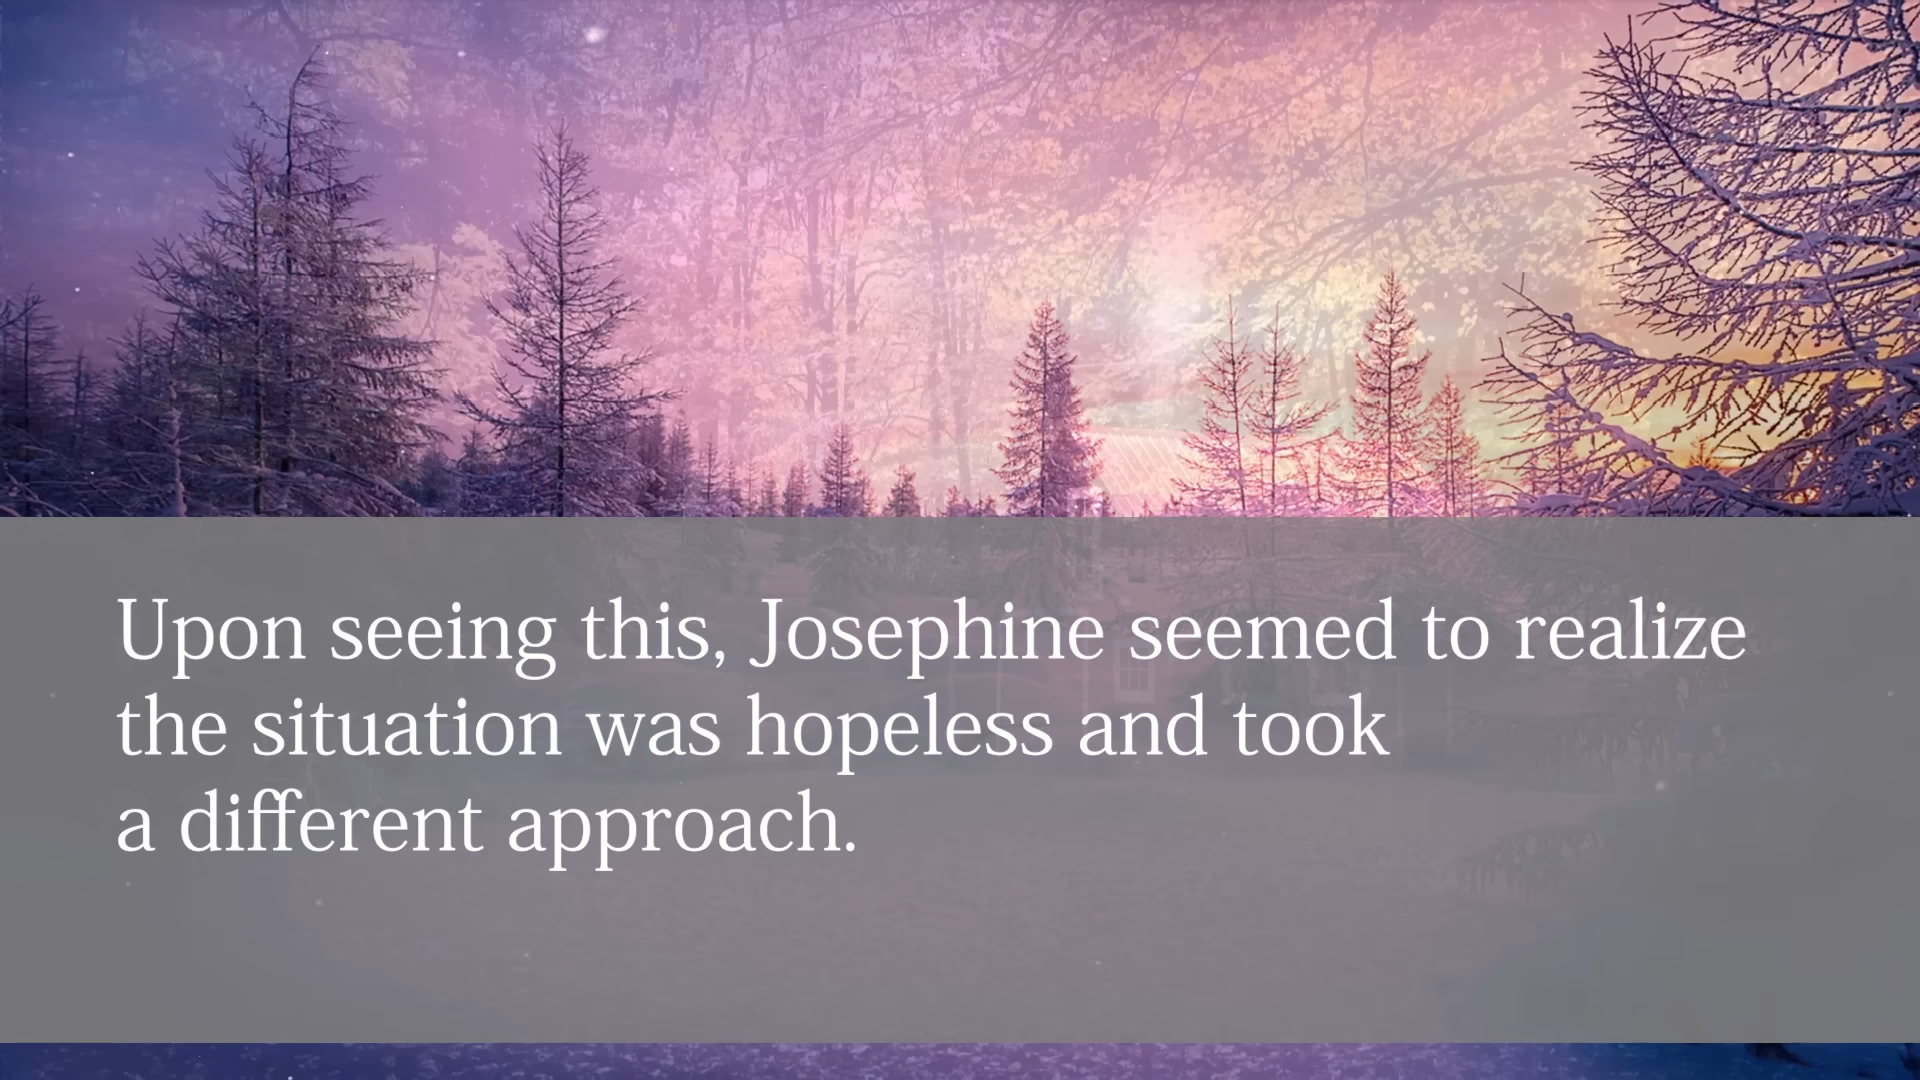 Upon seeing this, Josephine seemed to realize
the situation was hopeless and took
a different approach.